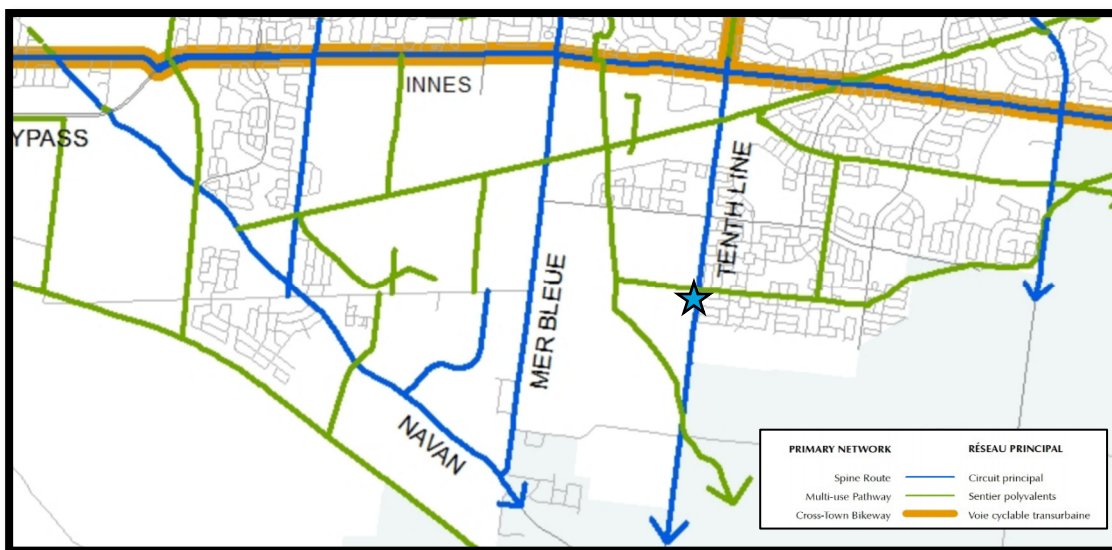 INNES
YPASS
TENTH LINE
MER BLEUE
NAVAN
PRIMARY NETWORK RÉSEAU PRINCIPAL
Spine Route Circuit principal
Multi-use Pathway Sentier polyvalents
Cross-Town Bikeway Voie cyclable transurbaine